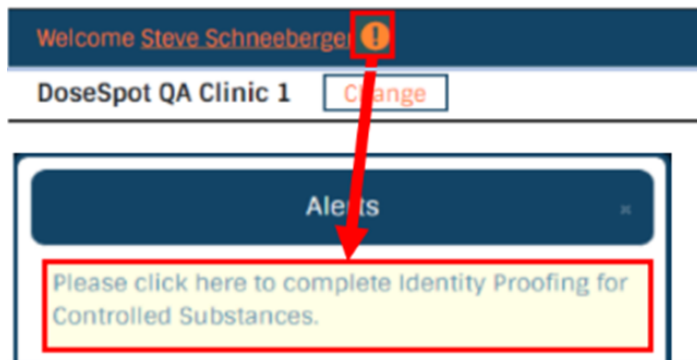 Welcome Steve Schneeberger !
DoseSpot QA Clinic 1 Change
Alerts ×
Please click here to complete Identity Proofing for
Controlled Substances.